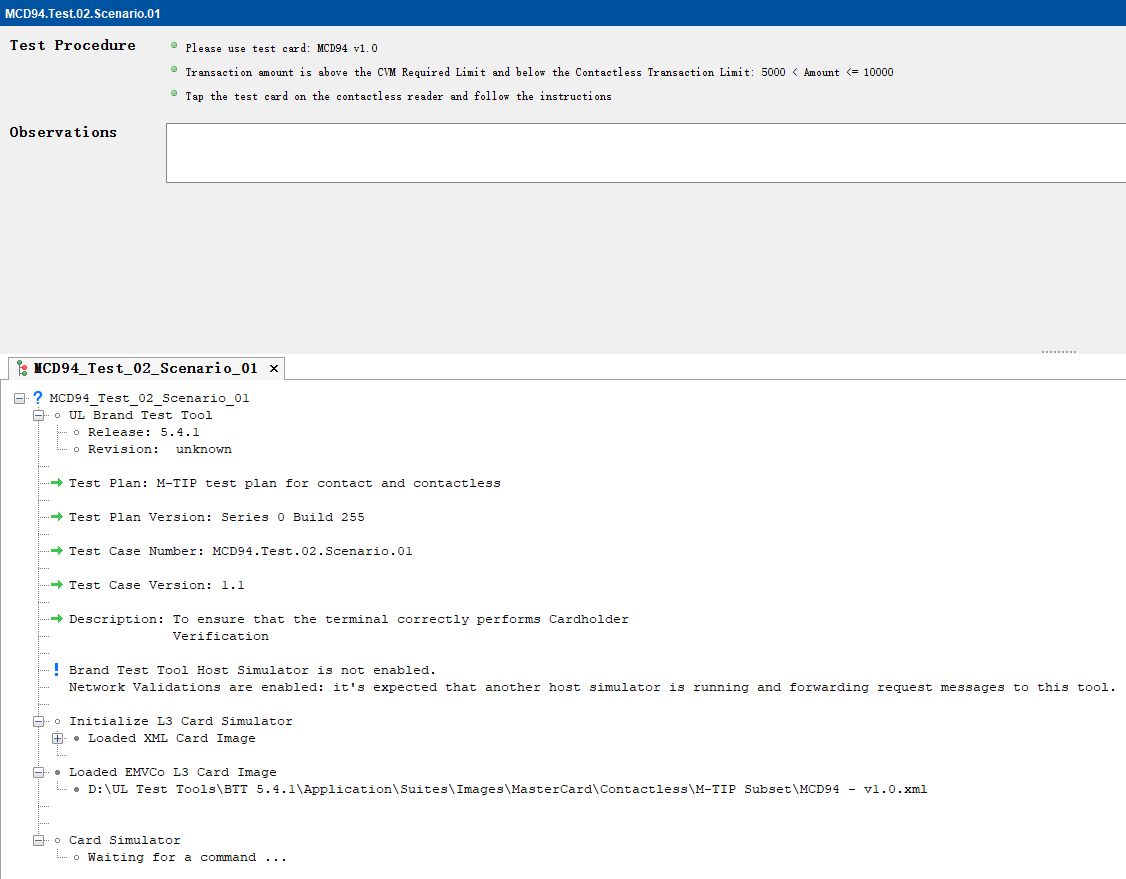 MCD94.Test.02.Scenario.01
Test Procedure
Please use test card: MCD94 v1.0
Transaction amount is above the CVM Required Limit and below the Contactless Transaction Limit: 5000 < Amount <= 10000
Tap the test card on the contactless reader and follow the instructions
Observations
MCD94_Test_02_Scenario_01
MCD94_Test_02_Scenario_01
UL Brand Test Tool
Release: 5.4.1
Revision: unknown
Test Plan: M-TIP test plan for contact and contactless
Test Plan Version: Series 0 Build 255
Test Case Number: MCD94.Test.02.Scenario.01
Test Case Version: 1.1
Description: To ensure that the terminal correctly performs Cardholder
Verification
Brand Test Tool Host Simulator is not enabled.
Network Validations are enabled: it's expected that another host simulator is running and forwarding request messages to this tool.
Initialize L3 Card Simulator
Loaded XML Card Image
Loaded EMVCo L3 Card Image
D:\UL Test Tools\BTT 5.4.1\Application\Suites\Images\MasterCard\Contactless\M-TIP Subset\MCD94 - v1.0.xml
Card Simulator
Waiting for a command ...